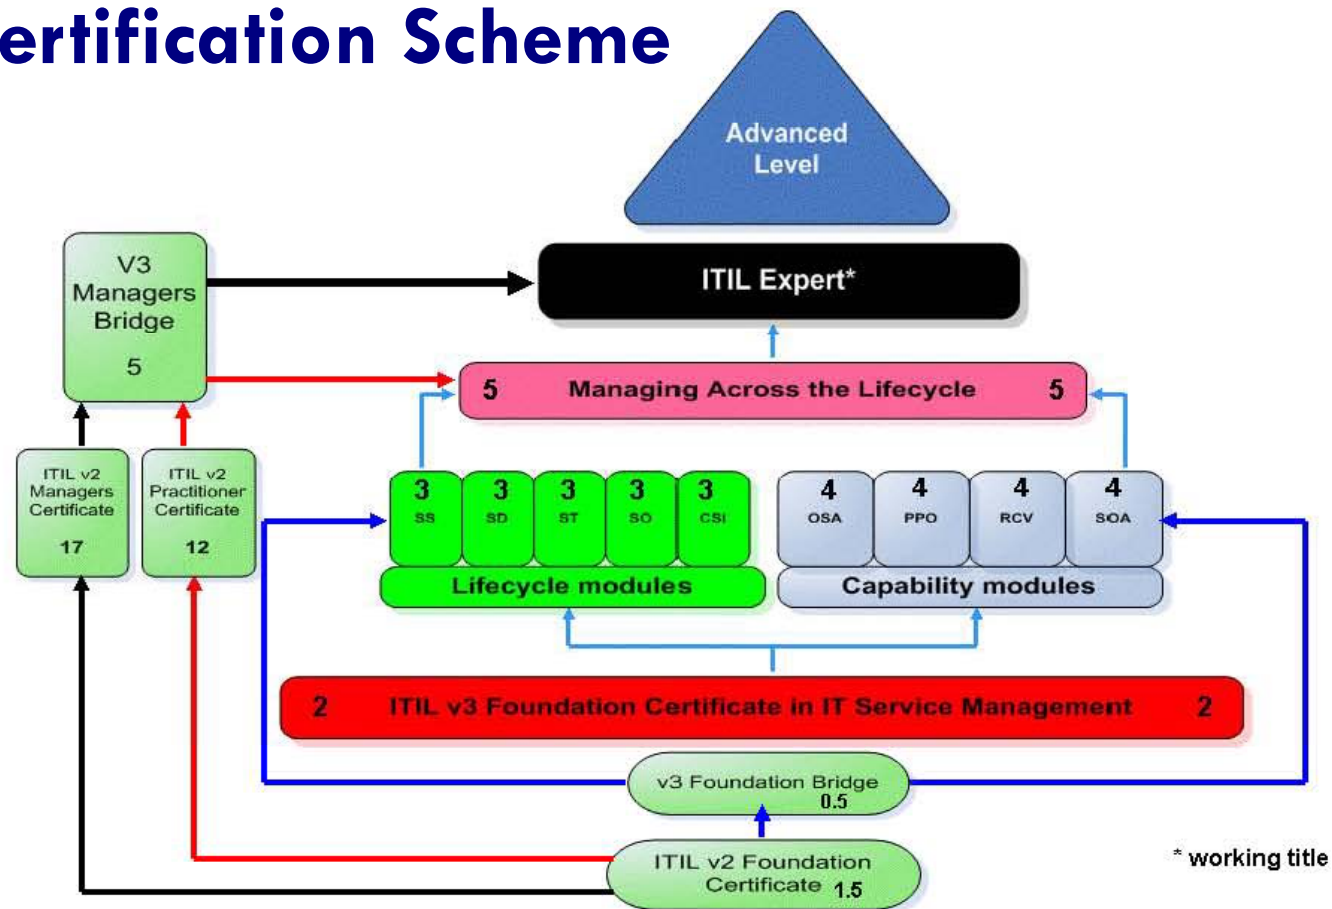 ertification Scheme
Advanced
Level
V3
Managers
Bridge
5
ITIL Expert*
5 Managing Across the Lifecycle 5
ITIL v2
Managers
Certificate
17
ITIL v2
Practitioner
Certificate
12
3
SS
3
SD
3
ST
3
SO
3
CSI
4
OSA
4
PPO
4
RCV
4
SOA
Lifecycle modules
Capability modules
2 ITIL v3 Foundation Certificate in IT Service Management 2
v3 Foundation Bridge
0.5
ITIL v2 Foundation
Certificate 1.5
* working title